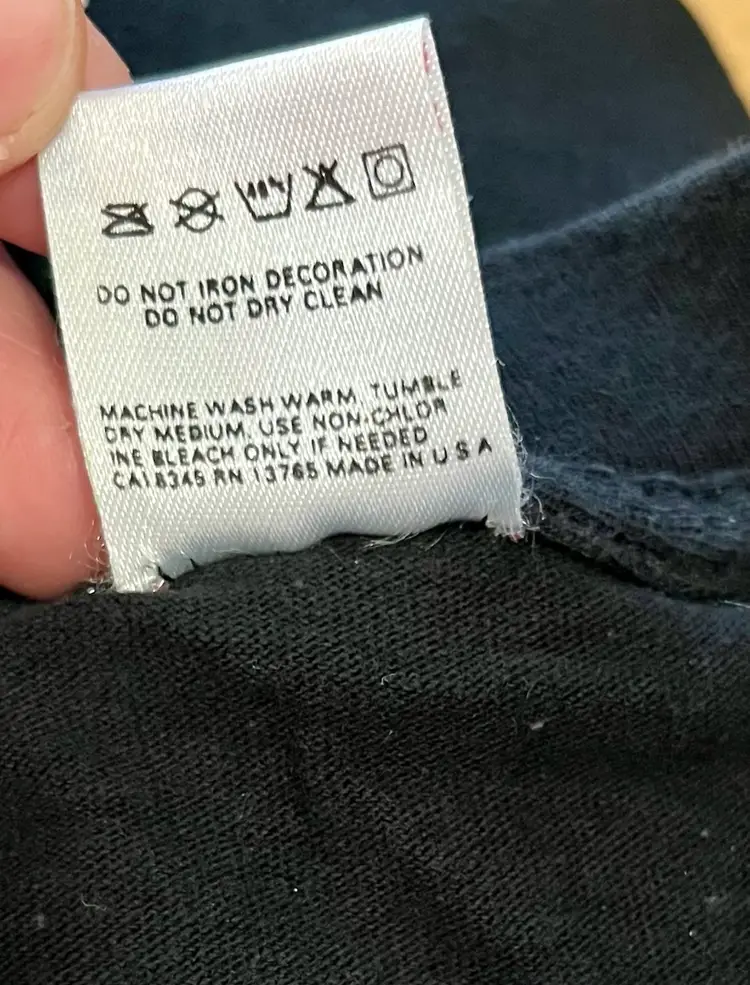 DO NOT IRON DECORATION
DO NOT DRY CLEAN
MACHINE WASH WARM, TUMBLE
DRY MEDIUM, USE NON-CHLOR
INE BLEACH ONLY IF NEEDED
CA18345 RN 13765 MADE IN U S A